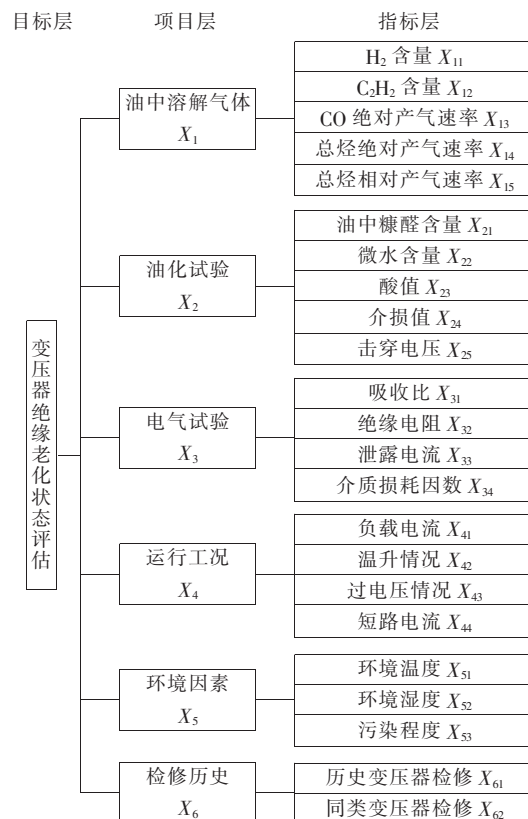 目标层 项目层 指标层
油中溶解气体
X₁
H₂ 含量 X₁₁
C₂H₂ 含量 X₁₂
CO 绝对产气速率 X₁₃
总烃绝对产气速率 X₁₄
总烃相对产气速率 X₁₅
油化试验
X₂
油中糠醛含量 X₂₁
微水含量 X₂₂
酸值 X₂₃
介损值 X₂₄
击穿电压 X₂₅
变压器绝缘老化状态评估
电气试验
X₃
吸收比 X₃₁
绝缘电阻 X₃₂
泄露电流 X₃₃
介质损耗因数 X₃₄
运行工况
X₄
负载电流 X₄₁
温升情况 X₄₂
过电压情况 X₄₃
短路电流 X₄₄
环境因素
X₅
环境温度 X₅₁
环境湿度 X₅₂
污染程度 X₅₃
检修历史
X₆
历史变压器检修 X₆₁
同类变压器检修 X₆₂